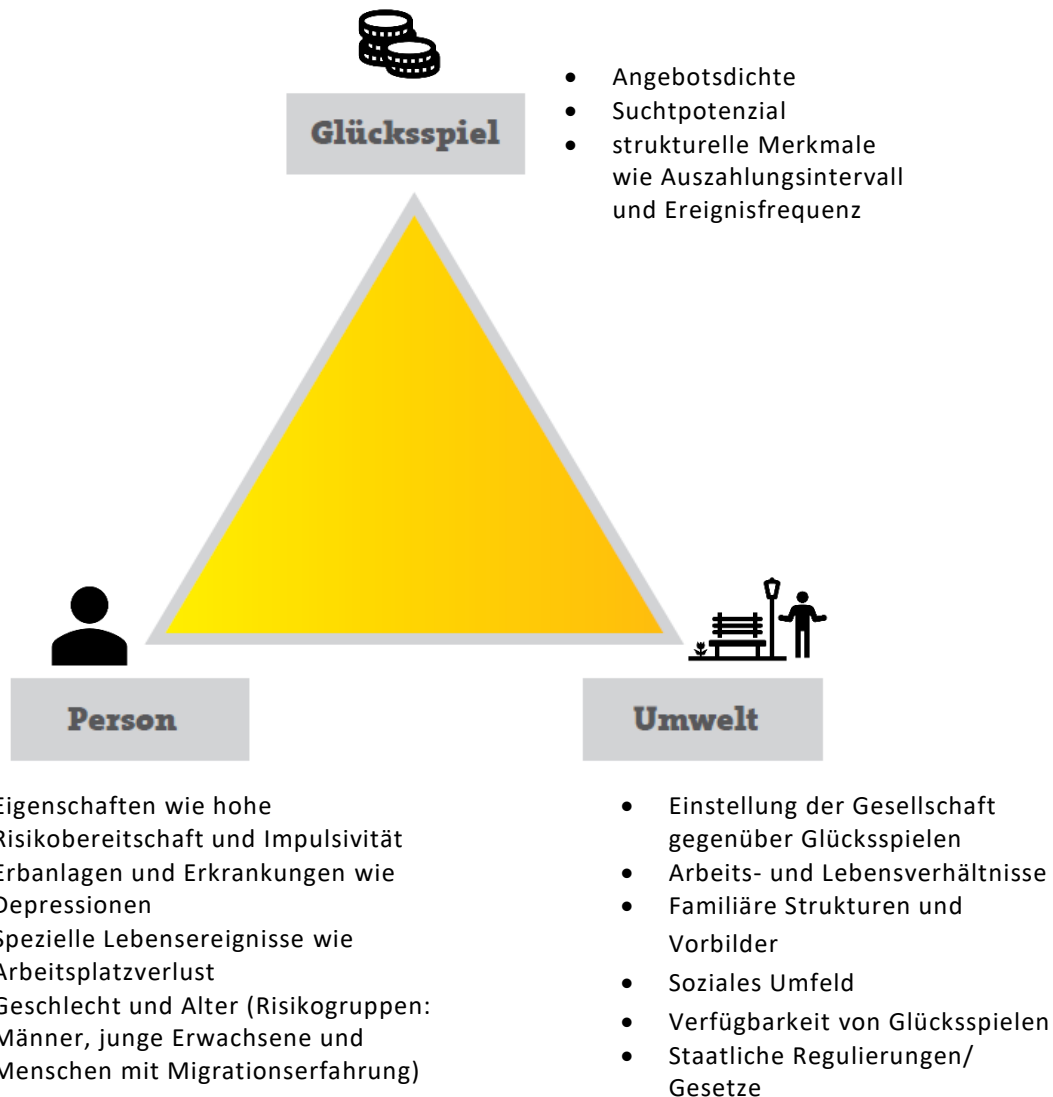 Glücksspiel
• Angebotsdichte
• Suchtpotenzial
• strukturelle Merkmale
wie Auszahlungsintervall
und Ereignisfrequenz
Person
Eigenschaften wie hohe
Risikobereitschaft und Impulsivität
Erbanlagen und Erkrankungen wie
Depressionen
Spezielle Lebensereignisse wie
Arbeitsplatzverlust
Geschlecht und Alter (Risikogruppen:
Männer, junge Erwachsene und
Menschen mit Migrationserfahrung)
Umwelt
• Einstellung der Gesellschaft
gegenüber Glücksspielen
• Arbeits- und Lebensverhältnisse
• Familiäre Strukturen und
Vorbilder
• Soziales Umfeld
• Verfügbarkeit von Glücksspielen
• Staatliche Regulierungen/
Gesetze